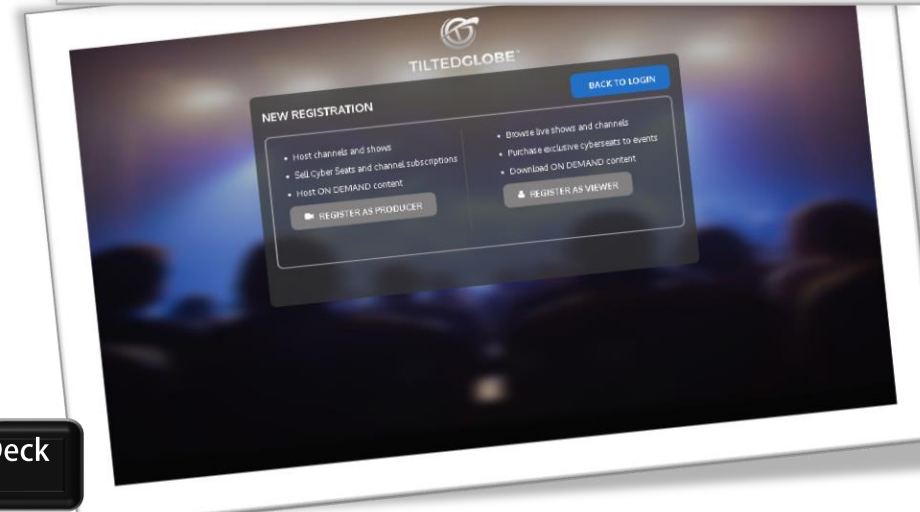 TILTEDGLOBE
NEW REGISTRATION
BACK TO LOGIN
• Host channels and shows
• Sell Cyber Seats and channel subscriptions
• Host ON DEMAND content
REGISTER AS PRODUCER
• Browse live shows and channels
• Purchase exclusive cyberseats to events
• Download ON DEMAND content
REGISTER AS VIEWER
eck